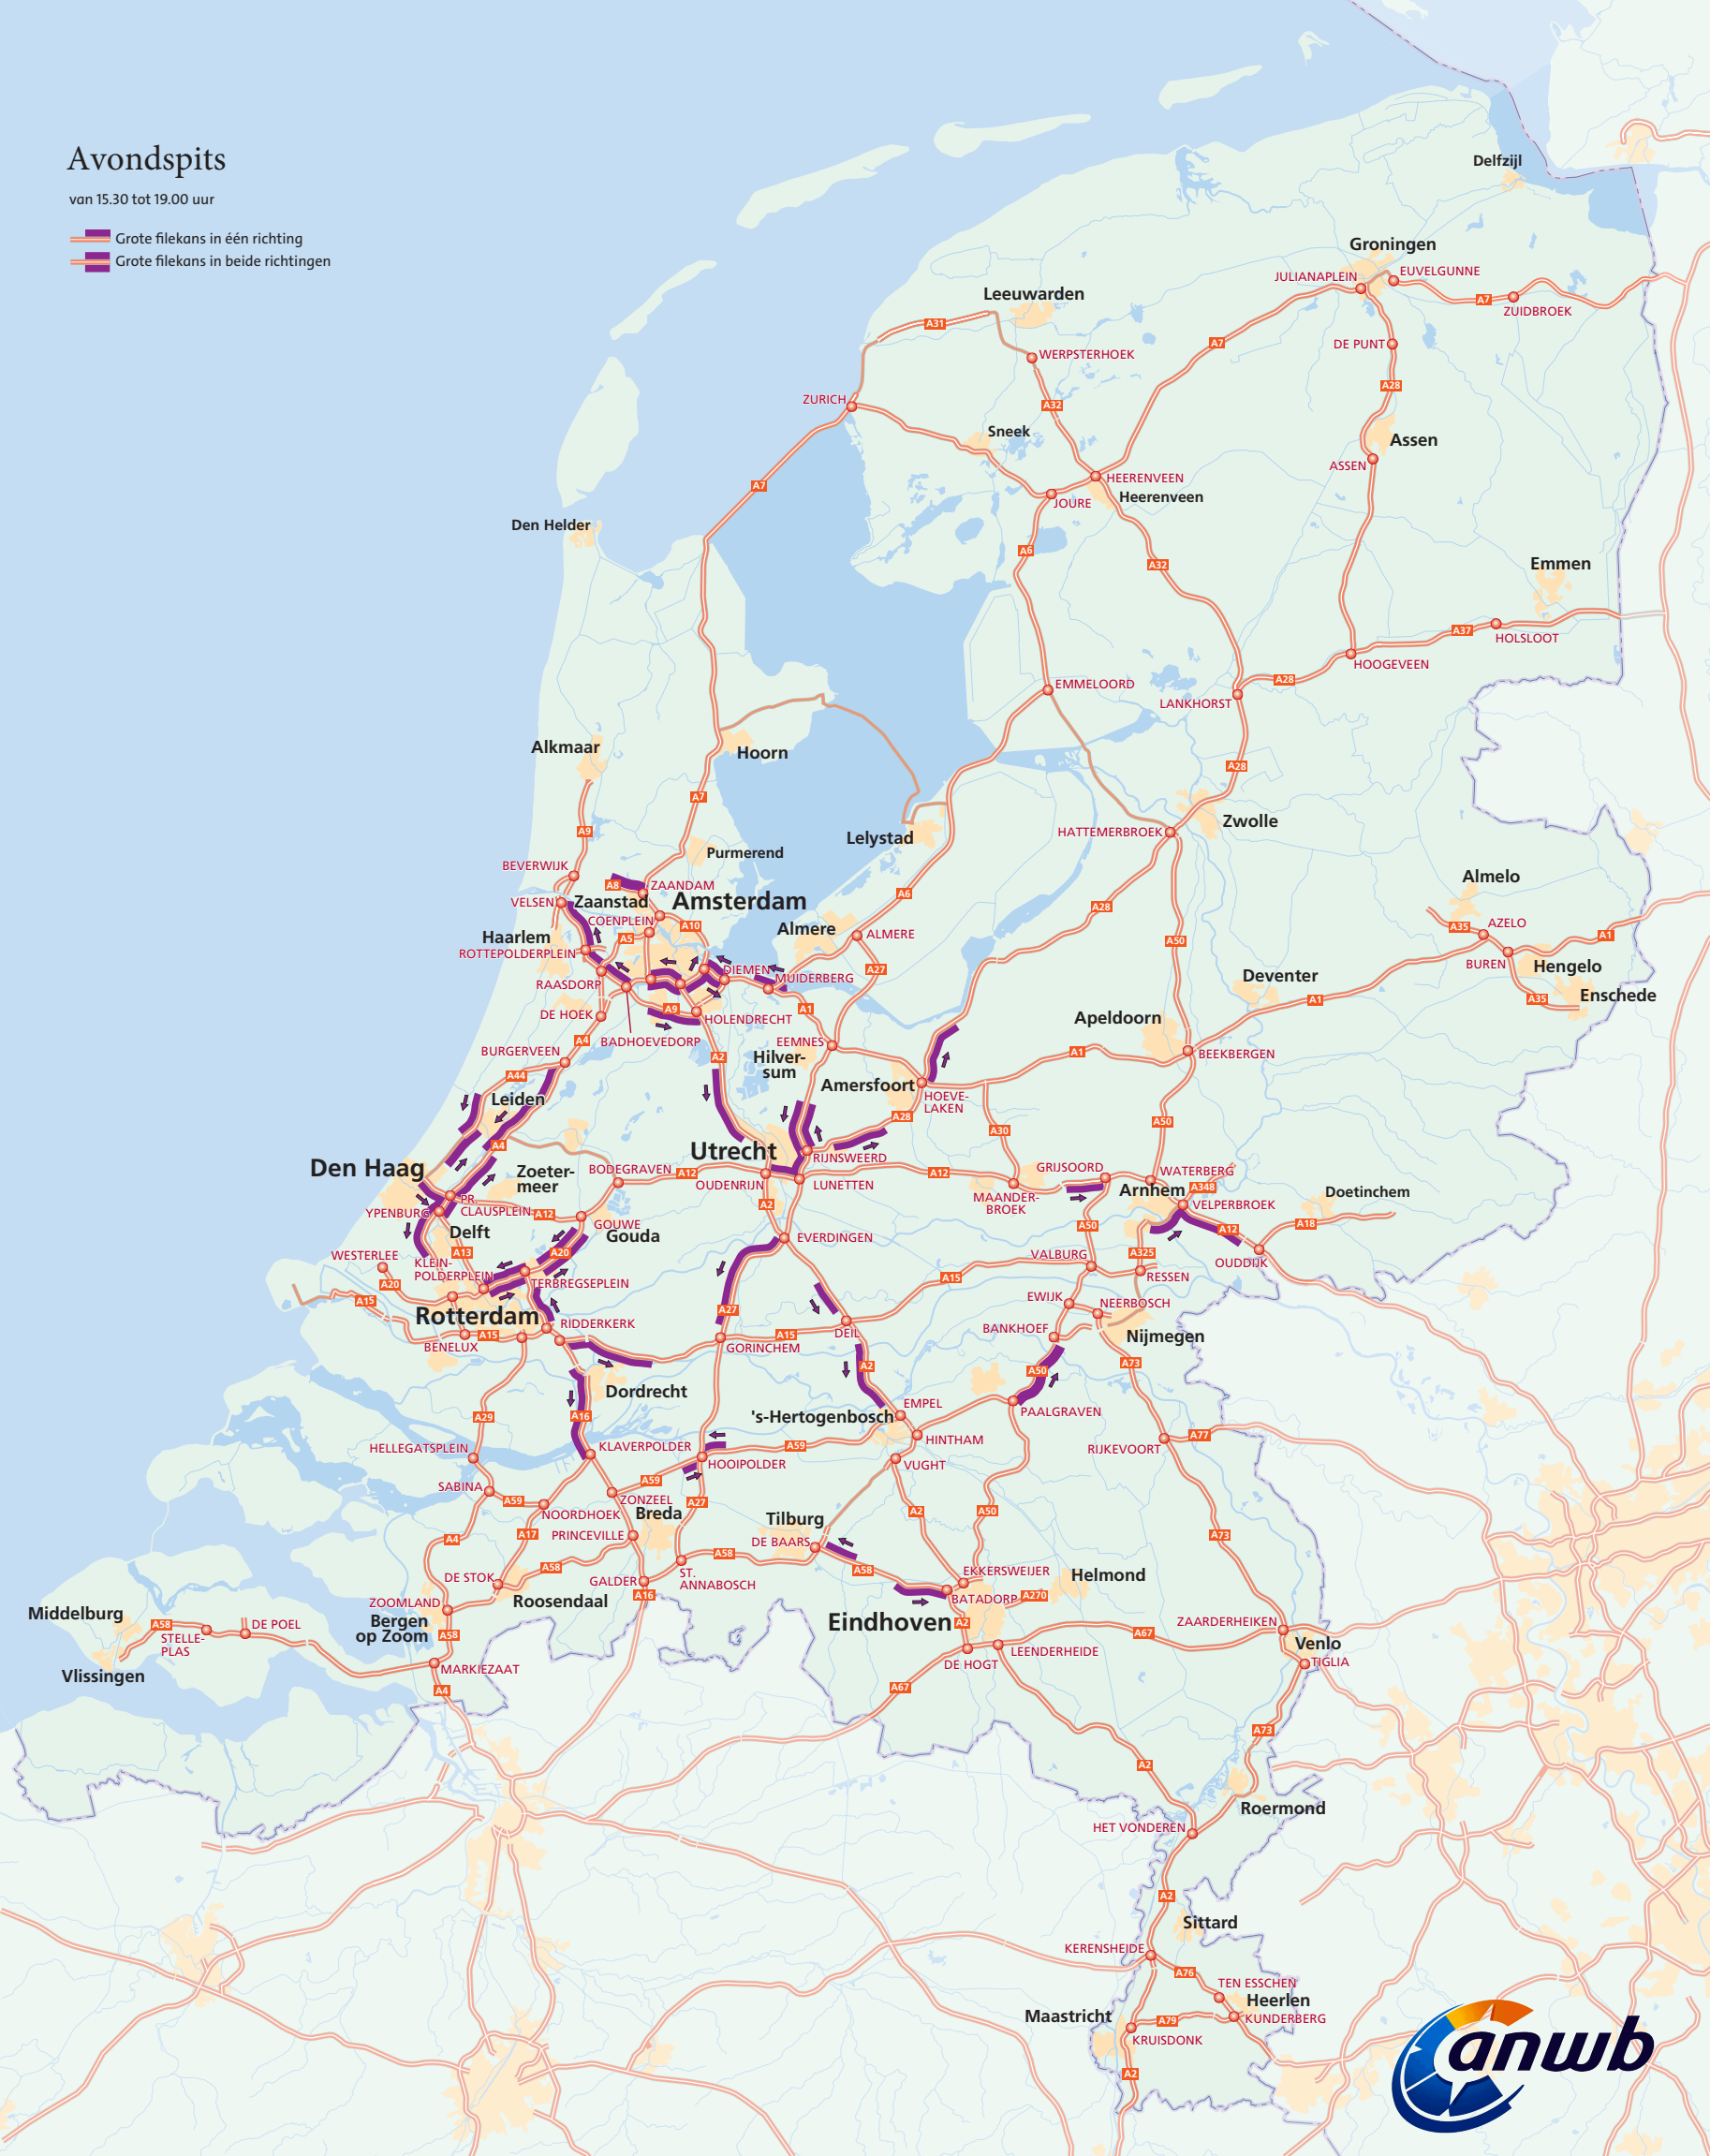 Avondspits
van 15.30 tot 19.00 uur
Grote filekans in één richting
Grote filekans in beide richtingen
Delfzijl
Groningen
JULIANAPLEIN
EUVELGUNNE
A7
ZUIDBROEK
Leeuwarden
A31
WERPSTERHOEK
A7
DE PUNT
A28
ZURICH
A32
Sneek
Assen
ASSEN
A7
HEERENVEEN
Heerenveen
JOURE
Den Helder
A6
A32
Emmen
A37
HOLSLOOT
HOOGEVEEN
EMMELOORD
A28
LANKHORST
Alkmaar
Hoorn
A28
A7
A9
Zwolle
HATTEMERBROEK
Lelystad
Purmerend
BEVERWIJK
A8
ZAANDAM
A6
Almelo
VELSEN
Zaanstad
Amsterdam
A28
COENPLEIN
A10
Almere
ALMERE
A35
AZELO
A1
Haarlem
A5
A50
ROTTEPOLDERPLEIN
BUREN
Hengelo
RAASDORP
DIEMEN
MUIDERBERG
A27
Deventer
Enschede
A35
A1
DE HOEK
A9
HOLENDRECHT
A1
Apeldoorn
A4
BADHOEVEDORP
EEMNES
BURGERVEEN
A2
Hilver-
sum
A1
BEEKBERGEN
A44
Amersfoort
Leiden
HOEVE-
LAKEN
A28
A50
A30
A4
Utrecht
RIJNSWEERD
Den Haag
Zoeter-
meer
BODEGRAVEN
A12
OUDENRIJN
LUNETTEN
A12
GRIJSOORD
WATERBERG
MAANDER-
BROEK
Arnhem
A348
Doetinchem
PR.
CLAUSPLEIN
YPENBURG
A12
GOUWE
A2
VELPERBROEK
A50
A12
A18
Delft
Gouda
EVERDINGEN
WESTERLEE
A13
A20
VALBURG
A325
KLEIN-
POLDERPLEIN
OUDDIJK
A20
TERBREGSEPLEIN
A15
RESSEN
A15
EWIJK
NEERBOSCH
Rotterdam
RIDDERKERK
A27
A15
DEIL
BANKHOEF
Nijmegen
A15
BENELUX
GORINCHEM
A2
A50
A73
Dordrecht
's-Hertogenbosch
EMPEL
PAALGRAVEN
A29
A16
HELLEGATSPLEIN
KLAVERPOLDER
A59
HINTHAM
RIJKEVOORT
A77
HOOIPOLDER
VUGHT
SABINA
A59
A59
ZONZEEL
A27
NOORDHOEK
Breda
Tilburg
A2
A50
A4
A17
PRINCEVILLE
DE BAARS
A73
A58
A58
A58
EKKERSWEIJER
DE STOK
GALDER
ST.
ANNABOSCH
BATADORP
A270
Helmond
ZOOMLAND
Roosendaal
A16
Middelburg
Bergen
op Zoom
Eindhoven
A2
ZAARDERHEIKEN
A58
DE POEL
STELLE-
PLAS
A58
A67
Venlo
LEENDERHEIDE
DE HOGT
TIGLIA
Vlissingen
MARKIEZAAT
A4
A67
A73
A2
Roermond
HET VONDEREN
A2
Sittard
KERENSHEIDE
A76
TEN ESSCHEN
Heerlen
Maastricht
A79
KUNDERBERG
KRUISDONK
A2
anwb